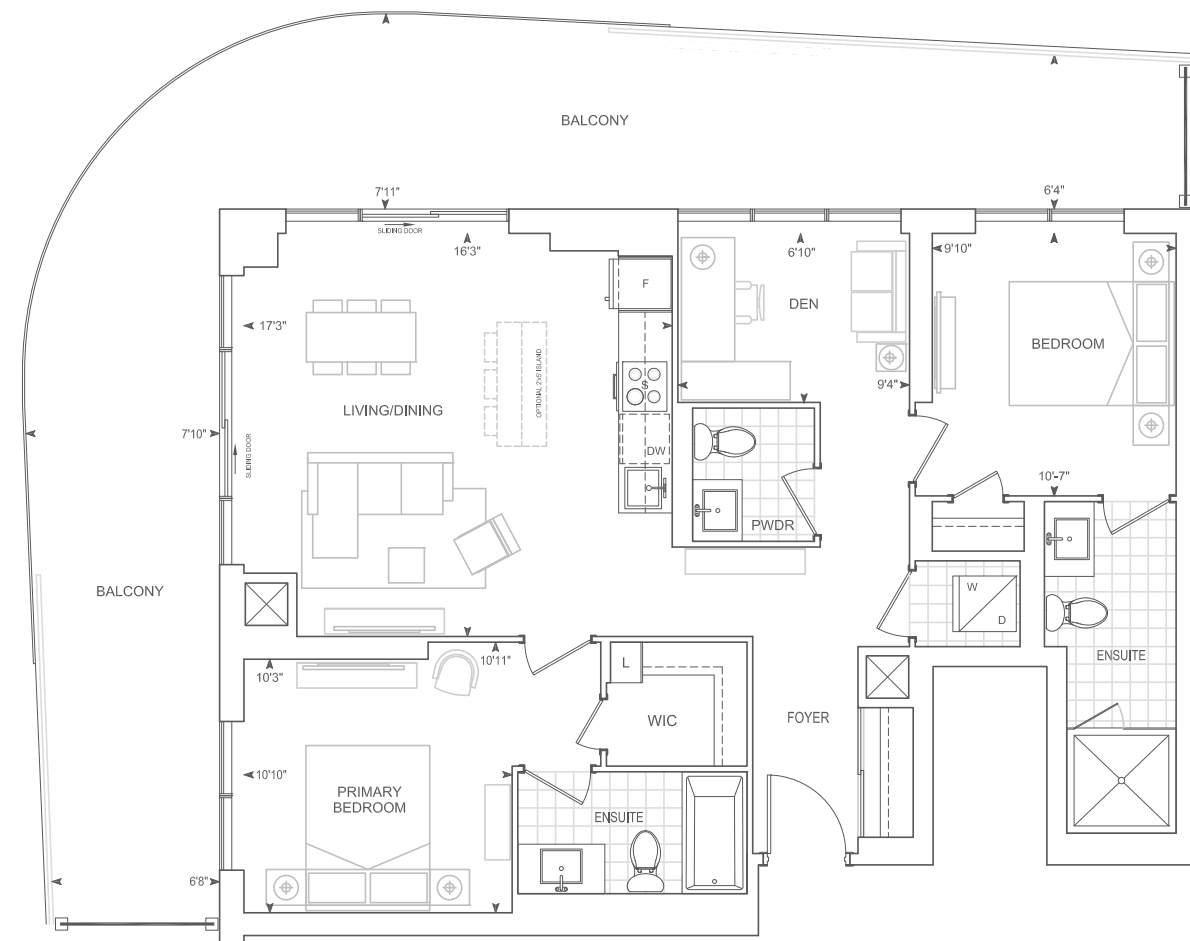 BALCONY
7'11"
6'4"
SLIDING DOOR
16'3"
6'10"
9'10"
F
DEN
17'3"
OPTIONAL 2'x6' ISLAND
BEDROOM
S
9'4"
LIVING/DINING
7'10"
SLIDING DOOR
DW
10'-7"
PWDR
BALCONY
W
D
10'11"
L
ENSUITE
10'3"
WIC
FOYER
10'10"
PRIMARY
BEDROOM
ENSUITE
6'8"